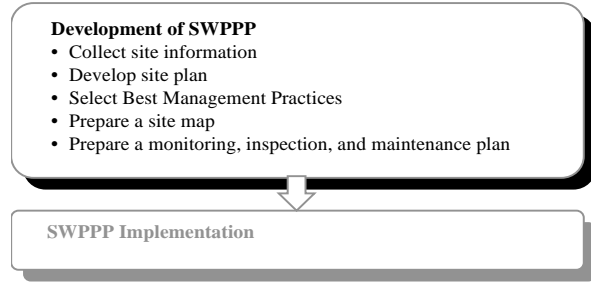 Development of SWPPP
• Collect site information
• Develop site plan
• Select Best Management Practices
• Prepare a site map
• Prepare a monitoring, inspection, and maintenance plan
SWPPP Implementation